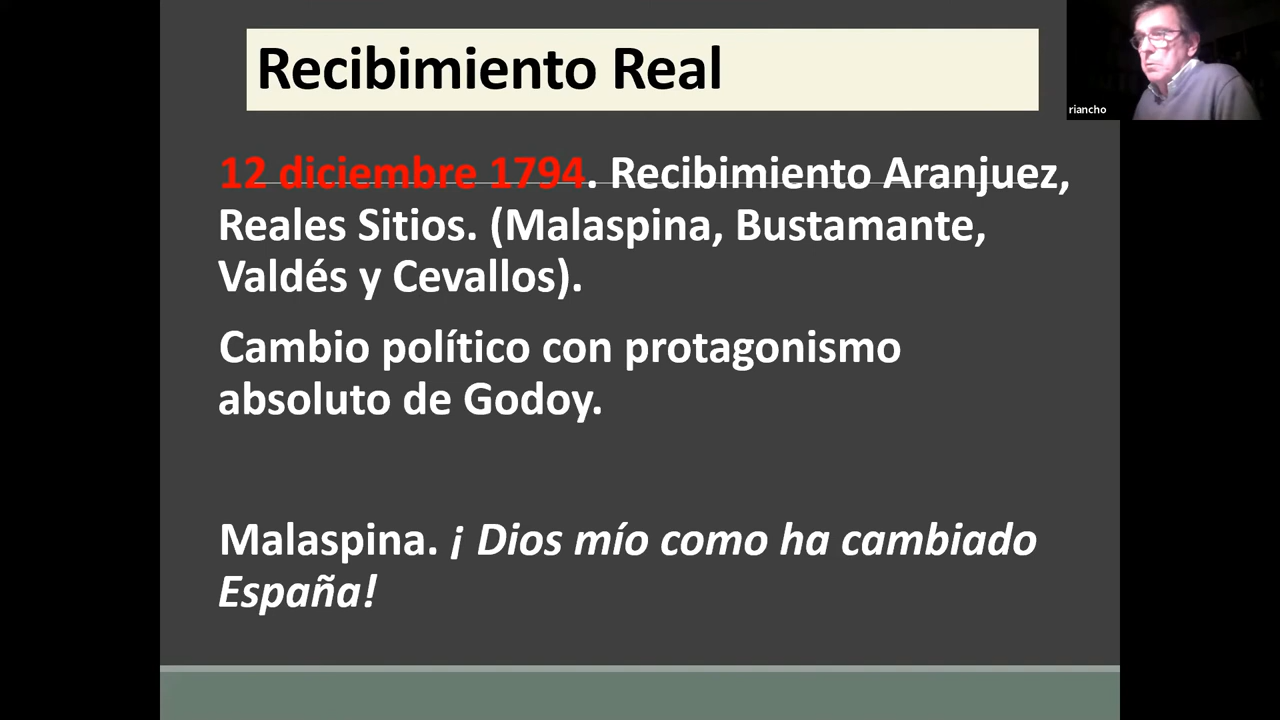 Recibimiento Real
riancho
12 diciembre 1794. Recibimiento Aranjuez,
Reales Sitios. (Malaspina, Bustamante,
Valdés y Cevallos).
Cambio político con protagonismo
absoluto de Godoy.
Malaspina. ¡ Dios mío como ha cambiado
España!